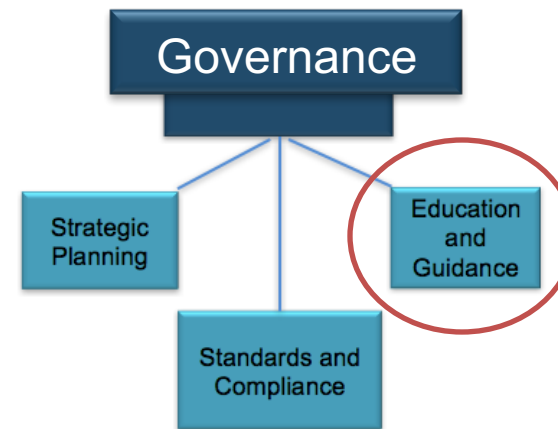 Governance
Strategic
Planning
Education
and
Guidance
Standards and
Compliance